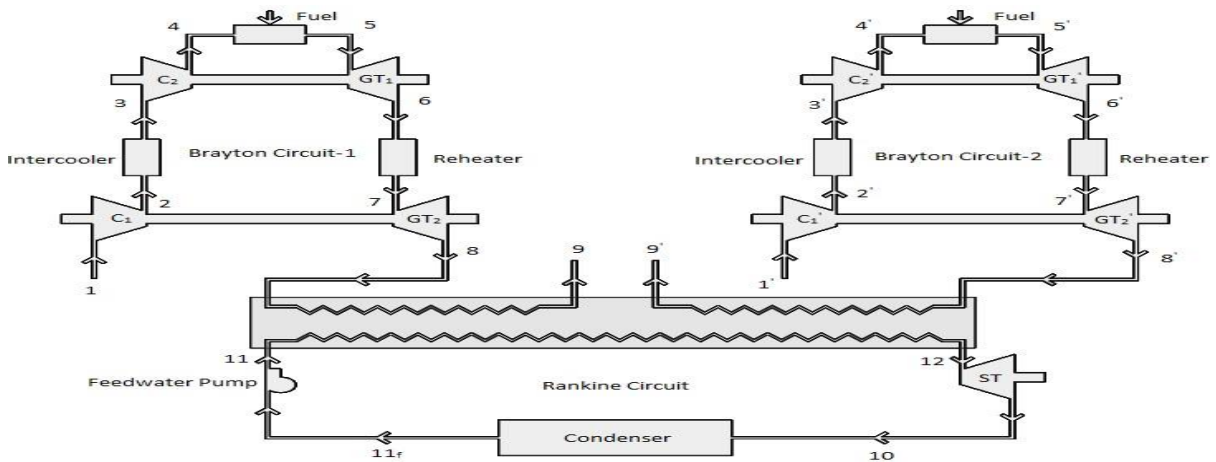 Fuel
Fuel
4
5
4'
5'
C₂
GT₁
C₂'
GT₁'
3
6
3'
6'
Intercooler
Brayton Circuit-1
Reheater
Intercooler
Brayton Circuit-2
Reheater
2
7
2'
7'
C₁
GT₂
C₁'
GT₂'
8
9
9'
8'
1
1'
11
12
Feedwater Pump
Rankine Circuit
ST
Condenser
11f
10